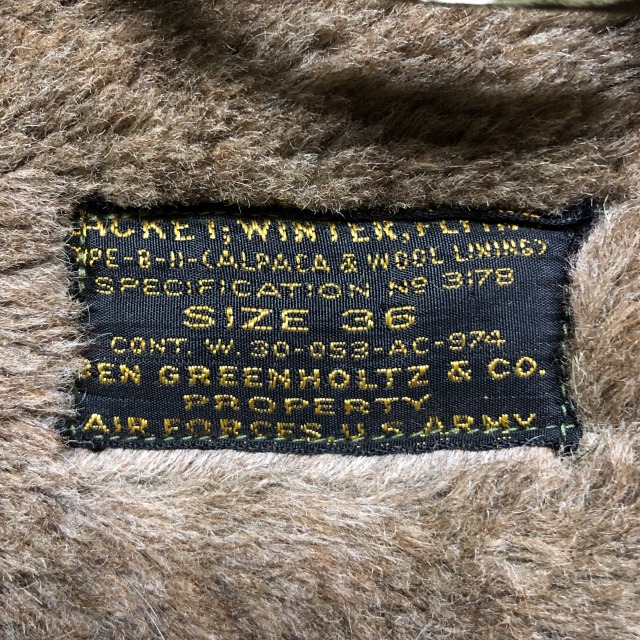 ACKET, WINTER, FLY
PE-B-11-(ALPACA & WOOL LINING)
SPECIFICATION Nº 3178
SIZE 36
CONT. W. 30-053-AC-974
BEN GREENHOLTZ & CO.
PROPERTY
AIR FORCES, U.S. ARMY